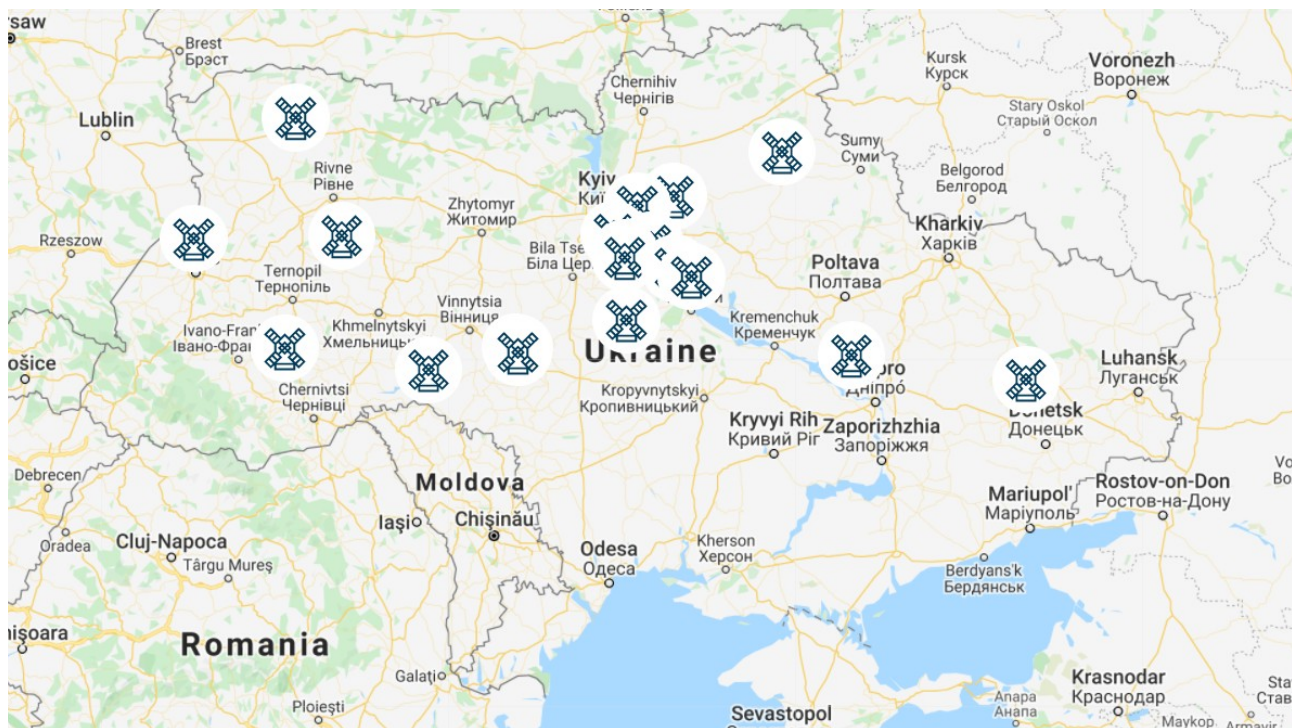 Brest
Брэст
Chernihiv
Чернігів
Kursk
Курск
Voronezh
Воронеж
Stary Oskol
Старый Оскол
Lublin
Sumy
Суми
Belgorod
Белгород
Rivne
Рівне
Kyiv
Zhytomyr
Житомир
Kharkiv
Харків
Rzeszow
Bila Tse
Біла Цер
Ternopil
Тернопіль
Poltava
Полтава
Vinnytsia
Вінниця
Kremenchuk
Кременчук
Khmelnytskyi
Ukraine
Luhansk
Луганськ
Chernivtsi
Чернівці
Kropyvnytskyi
Кропивницький
Дніпро́
Donetsk
Донецьк
Kryvyi Rih
Кривий Ріг
Zaporizhzhia
Запоріжжя
Debrecen
Moldova
Mariupol'
Маріуполь
Rostov-on-Don
Ростов-на-Дону
Iași
Chișinău
Oradea
Cluj-Napoca
Târgu Mureș
Odesa
Одеса
Kherson
Херсон
Berdyans'k
Бердянськ
Romania
Galați
Krasnodar
Краснодар
Anapa
Анапа
Ploiești
Sevastopol
Maykop